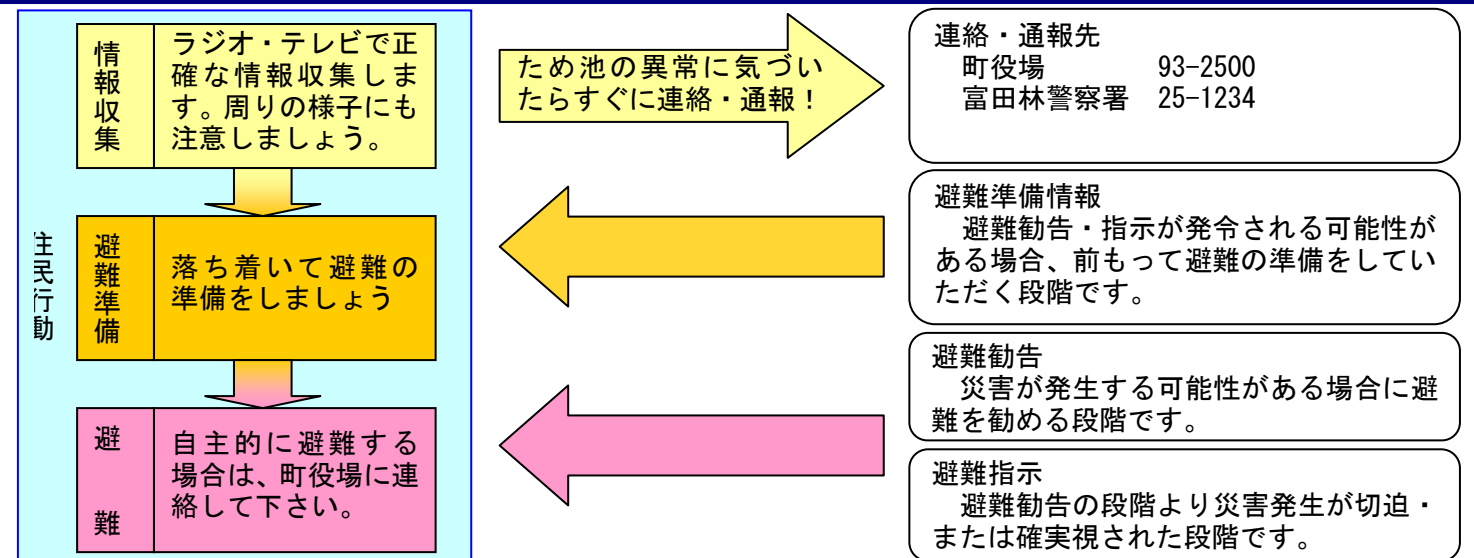 住民行動
情報収集
ラジオ・テレビで正
確な情報収集しま
す。周りの様子にも
注意しましょう。
ため池の異常に気づい
たらすぐに連絡・通報！
連絡・通報先
町役場 93-2500
富田林警察署 25-1234
避難準備
落ち着いて避難の
準備をしましょう
避難準備情報
避難勧告・指示が発令される可能性が
ある場合、前もって避難の準備をしてい
ただく段階です。
避難
自主的に避難する
場合は、町役場に連
絡して下さい。
避難勧告
災害が発生する可能性がある場合に避
難を勧める段階です。
避難指示
避難勧告の段階より災害発生が切迫・
または確実視された段階です。